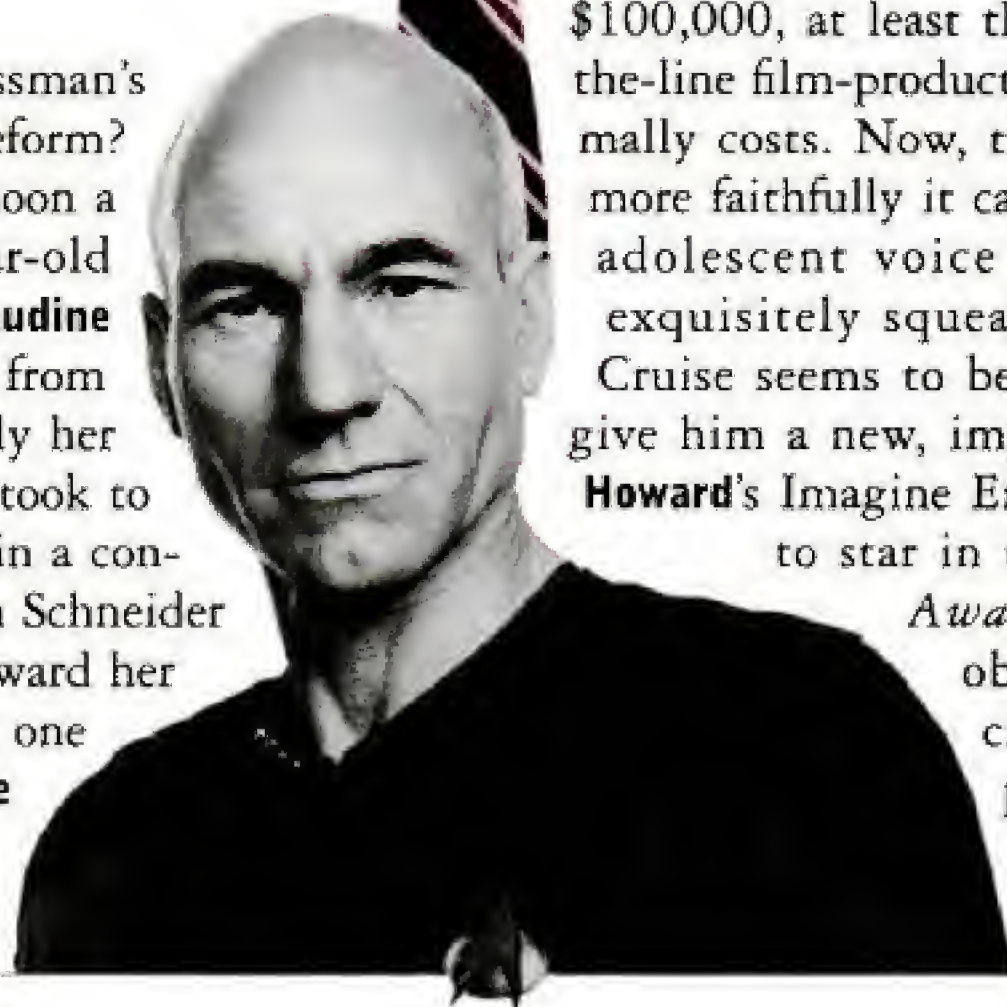 ssman's
eform?
oon a
r-old
udine
from
ly her
took to
in a con-
Schneider
ward her
one
e
$100,000, at least th
the-line film-product
mally costs. Now, t
more faithfully it ca
adolescent voice
exquisitely squea
Cruise seems to be
give him a new, im
Howard's Imagine E
to star in
Awa
ob
c